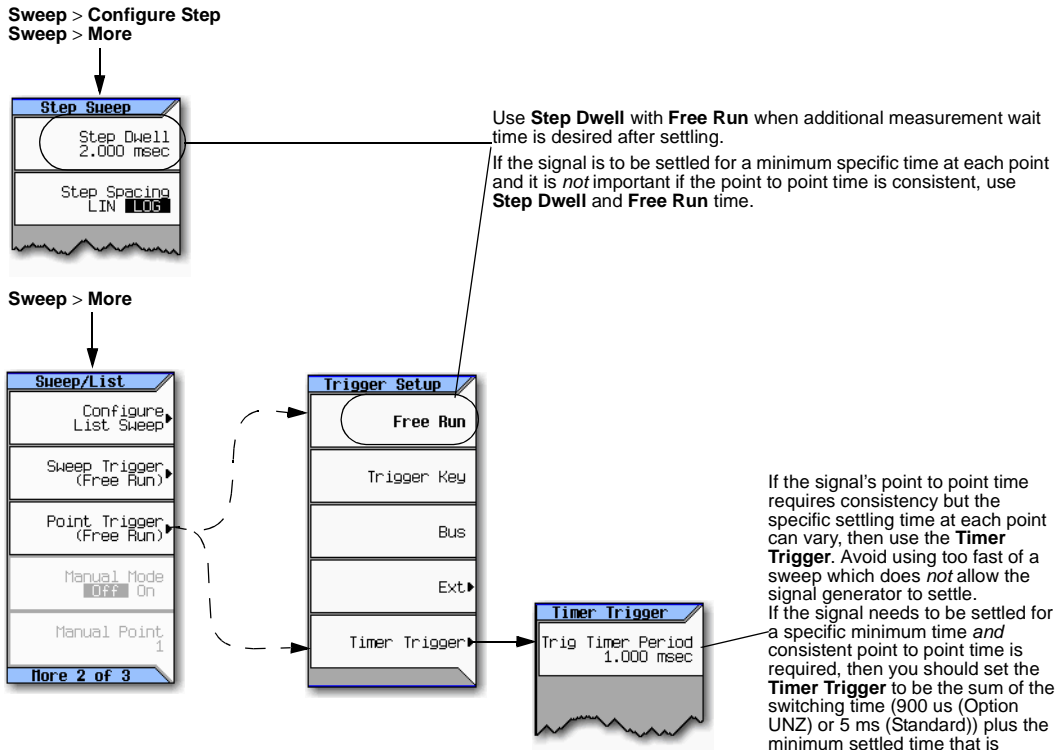 Sweep > Configure Step
Sweep > More
Step Sweep
Step Dwell
2.000 msec
Step Spacing
LIN LOG
Use Step Dwell with Free Run when additional measurement wait
time is desired after settling.
If the signal is to be settled for a minimum specific time at each point
and it is not important if the point to point time is consistent, use
Step Dwell and Free Run time.
Sweep > More
Sweep/List
Configure
List Sweep
Sweep Trigger
(Free Run)
Point Trigger
(Free Run)
Manual Mode
Off On
Manual Point
1
More 2 of 3
Trigger Setup
Free Run
Trigger Key
Bus
Ext
Timer Trigger
Timer Trigger
Trig Timer Period
1.000 msec
If the signal's point to point time
requires consistency but the
specific settling time at each point
can vary, then use the Timer
Trigger. Avoid using too fast of a
sweep which does not allow the
signal generator to settle.
If the signal needs to be settled for
a specific minimum time and
consistent point to point time is
required, then you should set the
Timer Trigger to be the sum of the
switching time (900 us (Option
UNZ) or 5 ms (Standard)) plus the
minimum settled time that is